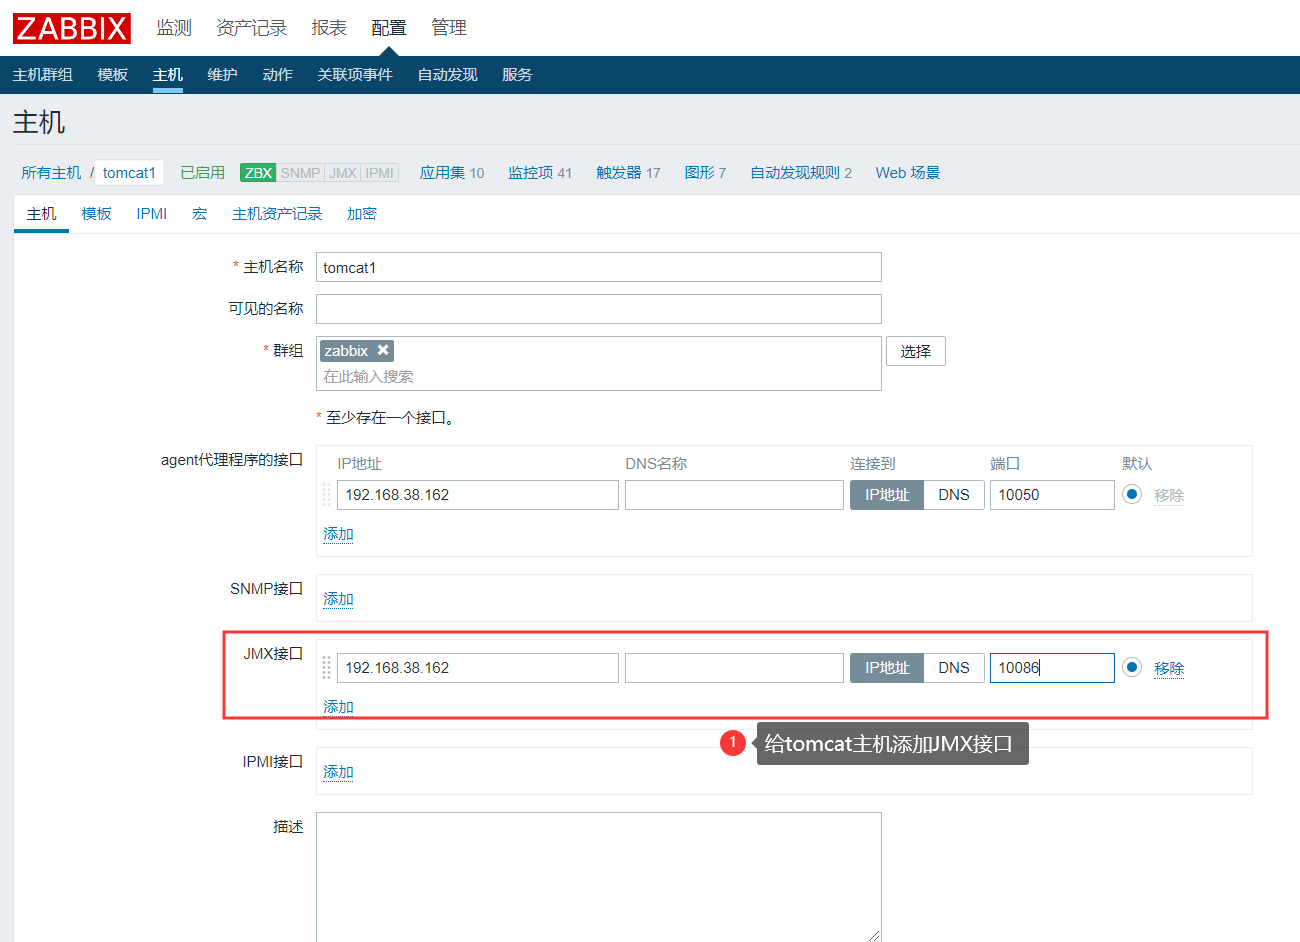 ZABBIX 监测 资产记录 报表 配置 管理
主机群组 模板 主机 维护 动作 关联项事件 自动发现 服务
主机
所有主机 / tomcat1 已启用 ZBX SNMP JMX IPMI 应用集 10 监控项 41 触发器 17 图形 7 自动发现规则 2 Web 场景
主机 模板 IPMI 宏 主机资产记录 加密
* 主机名称 tomcat1
可见的名称
* 群组 zabbix ✖ 选择
在此输入搜索
* 至少存在一个接口。
agent代理程序的接口 IP地址 DNS名称 连接到 端口 默认
192.168.38.162 IP地址 DNS 10050 移除
添加
SNMP接口 添加
JMX接口 192.168.38.162 IP地址 DNS 10086 移除
添加
1 给tomcat主机添加JMX接口
IPMI接口 添加
描述